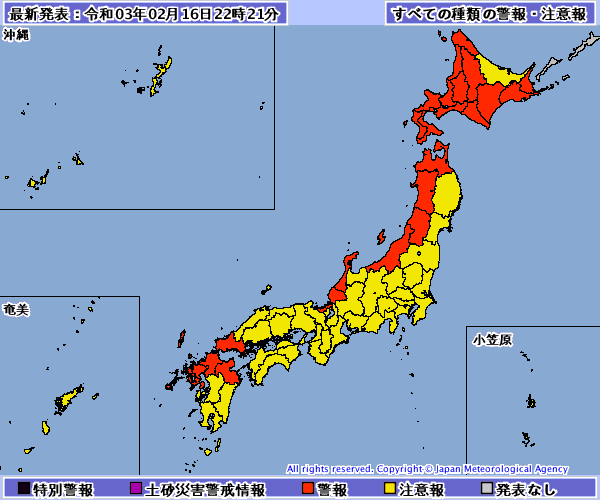 最新発表：令和03年02月16日22時21分
すべての種類の警報・注意報
沖縄
奄美
小笠原
All rights reserved. Copyright © Japan Meteorological Agency
特別警報 土砂災害警戒情報 警報 注意報 発表なし